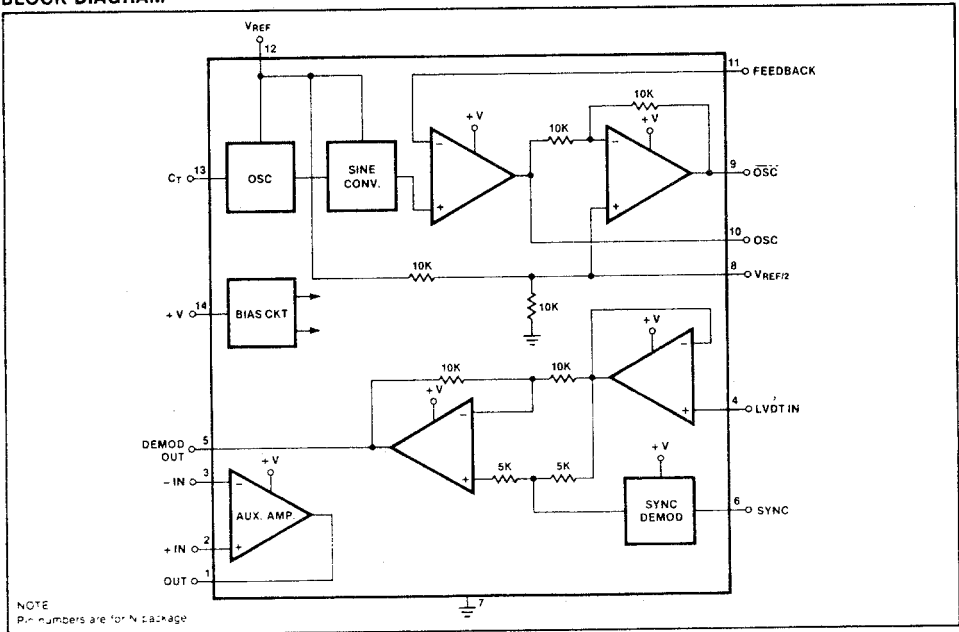 BLOCK DIAGRAM
VREF
12
11 FEEDBACK
10K
+V
+V
10K
CT 13
OSC
SINE
CONV.
9 OSC
10 OSC
10K
8 VREF/2
10K
+V 14
BIAS CKT
+V
10K
10K
+V
4 LVDT IN
DEMOD
OUT
5
5K
5K
+V
-IN 3
+V
AUX. AMP.
SYNC
DEMOD
6 SYNC
+IN 2
OUT 1
7
NOTE
Pin numbers are for N package